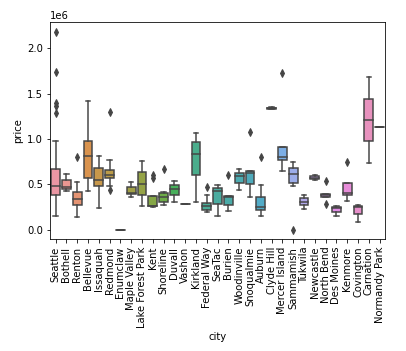 1e6
2.0
1.5
1.0
0.5
0.0
price
Seattle
Bothell
Renton
Bellevue
Issaquah
Redmond
Enumclaw
Maple Valley
Lake Forest Park
Kent
Shoreline
Duvall
Vashon
Kirkland
Federal Way
SeaTac
Burien
Woodinville
Snoqualmie
Auburn
Clyde Hill
Mercer Island
Sammamish
Tukwila
Newcastle
North Bend
Des Moines
Kenmore
Covington
Carnation
Normandy Park
city